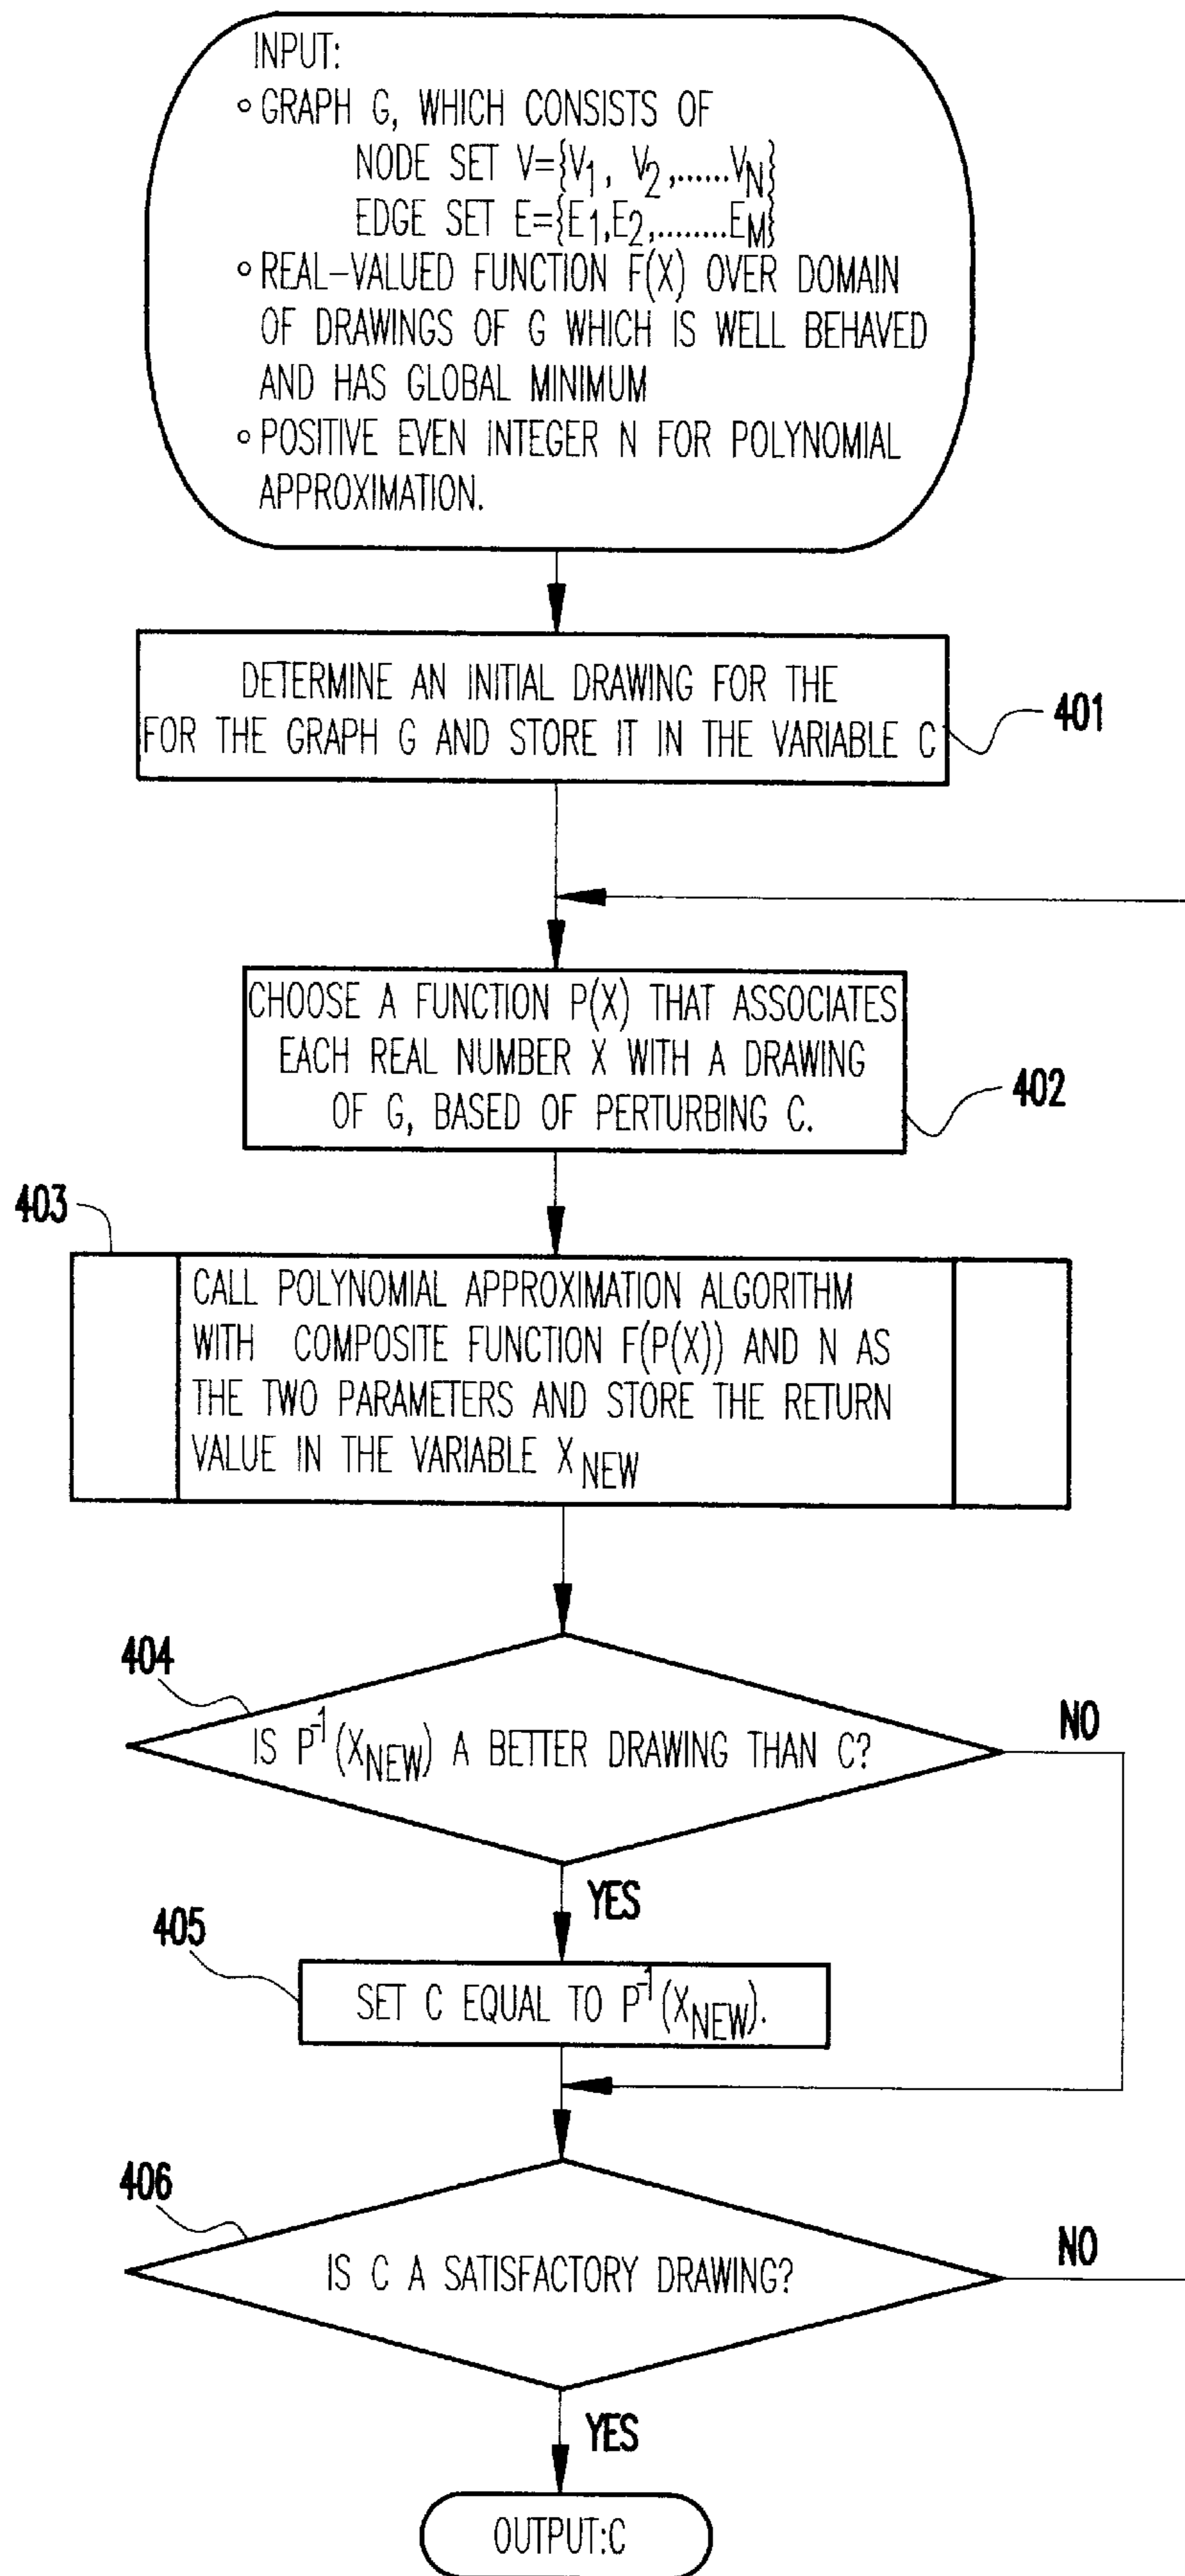 INPUT:
∘ GRAPH G, WHICH CONSISTS OF
NODE SET V={V₁, V₂,......V_N}
EDGE SET E={E₁,E₂,........E_M}
∘ REAL-VALUED FUNCTION F(X) OVER DOMAIN
OF DRAWINGS OF G WHICH IS WELL BEHAVED
AND HAS GLOBAL MINIMUM
∘ POSITIVE EVEN INTEGER N FOR POLYNOMIAL
APPROXIMATION.
DETERMINE AN INITIAL DRAWING FOR THE
FOR THE GRAPH G AND STORE IT IN THE VARIABLE C
401
CHOOSE A FUNCTION P(X) THAT ASSOCIATES
EACH REAL NUMBER X WITH A DRAWING
OF G, BASED OF PERTURBING C.
402
403
CALL POLYNOMIAL APPROXIMATION ALGORITHM
WITH COMPOSITE FUNCTION F(P(X)) AND N AS
THE TWO PARAMETERS AND STORE THE RETURN
VALUE IN THE VARIABLE X_NEW
404
IS P⁻¹(X_NEW) A BETTER DRAWING THAN C?
NO
YES
405
SET C EQUAL TO P⁻¹(X_NEW).
406
IS C A SATISFACTORY DRAWING?
NO
YES
OUTPUT:C